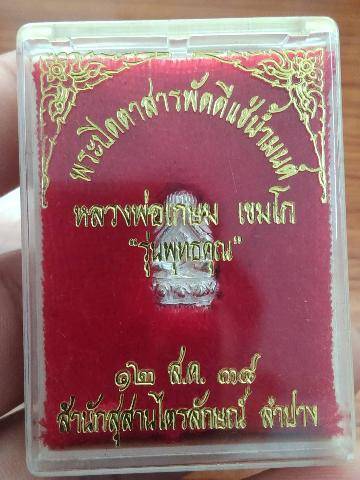 พระปิดตาสารพัดดีแช่น้ำมนต์
หลวงพ่อเกษม เขมโก
"รุ่นพุทธคุณ"
๑๒ ส.ค. ๓๘
สำนักสุสานไตรลักษณ์ ลำปาง